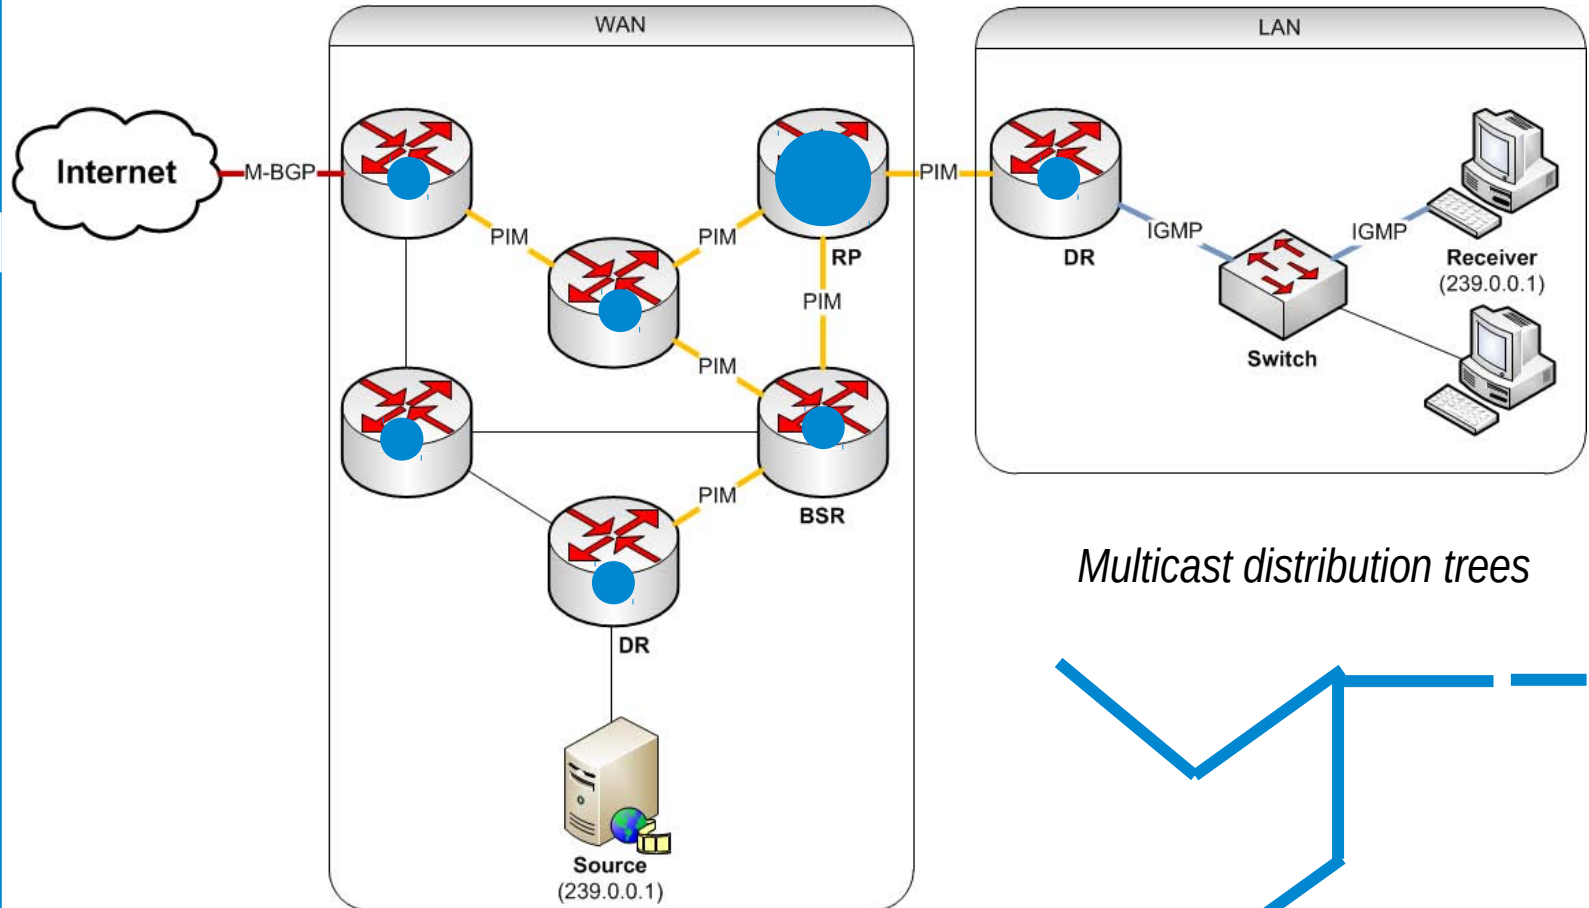 WAN
LAN
Internet
M-BGP
PIM
PIM
PIM
RP
PIM
PIM
BSR
PIM
DR
Source
(239.0.0.1)
DR
IGMP
IGMP
Switch
Receiver
(239.0.0.1)
Multicast distribution trees